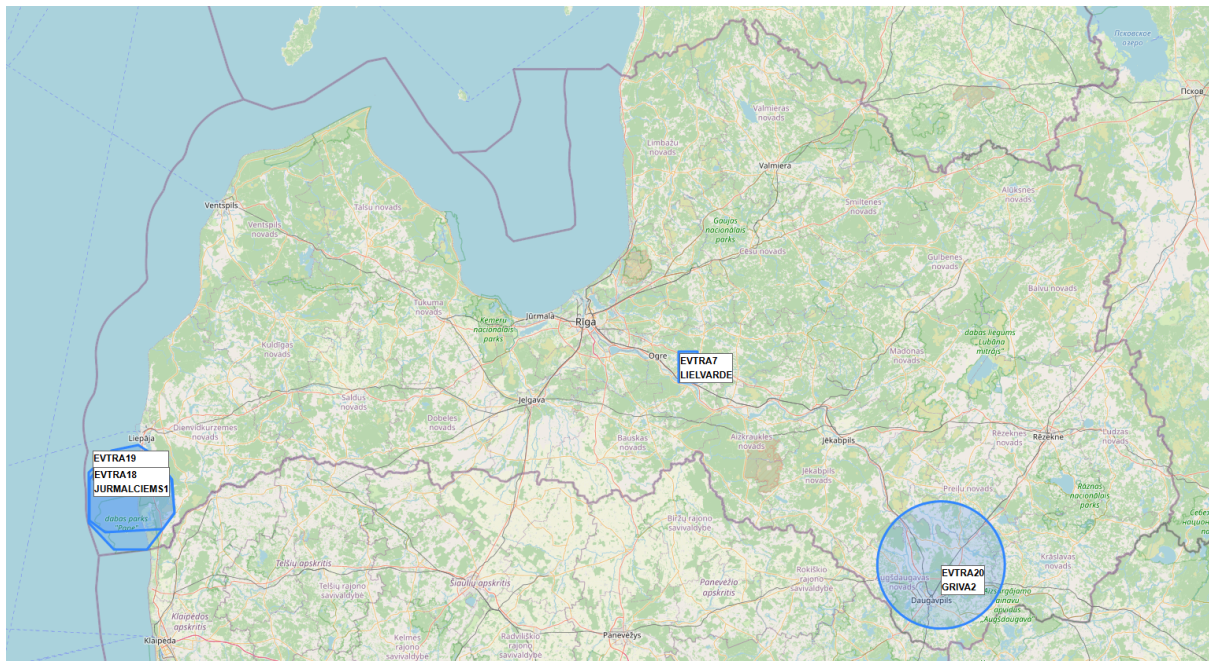 Псковское
озеро
Псков
Valmieras
novads
Limbažu
novads
Valmiera
Alūksnes
novads
Smiltenes
novads
Ventspils
Talsu novads
Ventspils
novads
Gaujas
nacionālais
parks
Cēsu novads
Gulbenes
novads
Balvu novads
Tukuma
novads
Ķemeru
nacionālais
parks
Jūrmala
Rīga
Kuldīgas
novads
Ogre
EVTRA7
LIELVARDE
Madonas
novads
dabas liegums
"Lubāna
mitrājs"
Saldus
novads
Dobeles
novads
Jelgava
Dienvidkurzemes
novads
Liepāja
Bauskas
novads
Aizkraukles
novads
Jēkabpils
Rēzeknes
novads
Rēzekne
Ludzas
novads
EVTRA19
EVTRA18
JURMALCIEMS1
dabas parks
"Pape"
Jēkabpils
novads
Preiļu novads
Rāznas
nacionālais
parks
Biržų rajono
savivaldybė
Telšių apskritis
Telšių rajono
savivaldybė
Šiaulių apskritis
Panevėžio
apskritis
Rokiškio
rajono
savivaldybė
Augšdaugavas
novads
EVTRA20
GRIVA2
Daugavpils
Krāslavas
novads
Klaipėdos
apskritis
Klaipėda
Kelmės
rajono
savivaldybė
Radviliškio
rajono
savivaldybė
Panevėžys